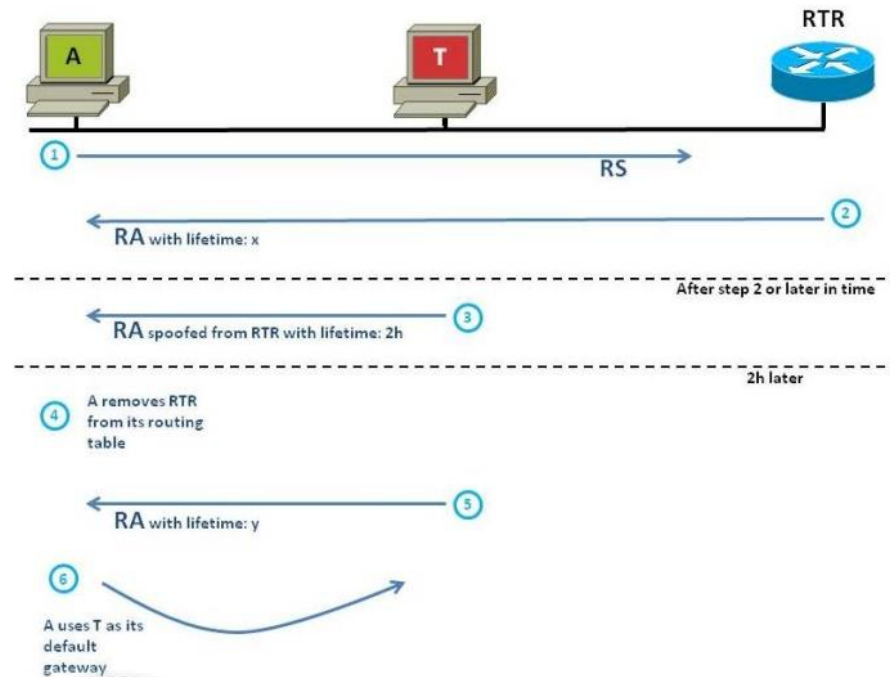 RTR
A
T
1
RS
2
RA with lifetime: x
After step 2 or later in time
3
RA spoofed from RTR with lifetime: 2h
2h later
4
A removes RTR
from its routing
table
5
RA with lifetime: y
6
A uses T as its
default
gateway